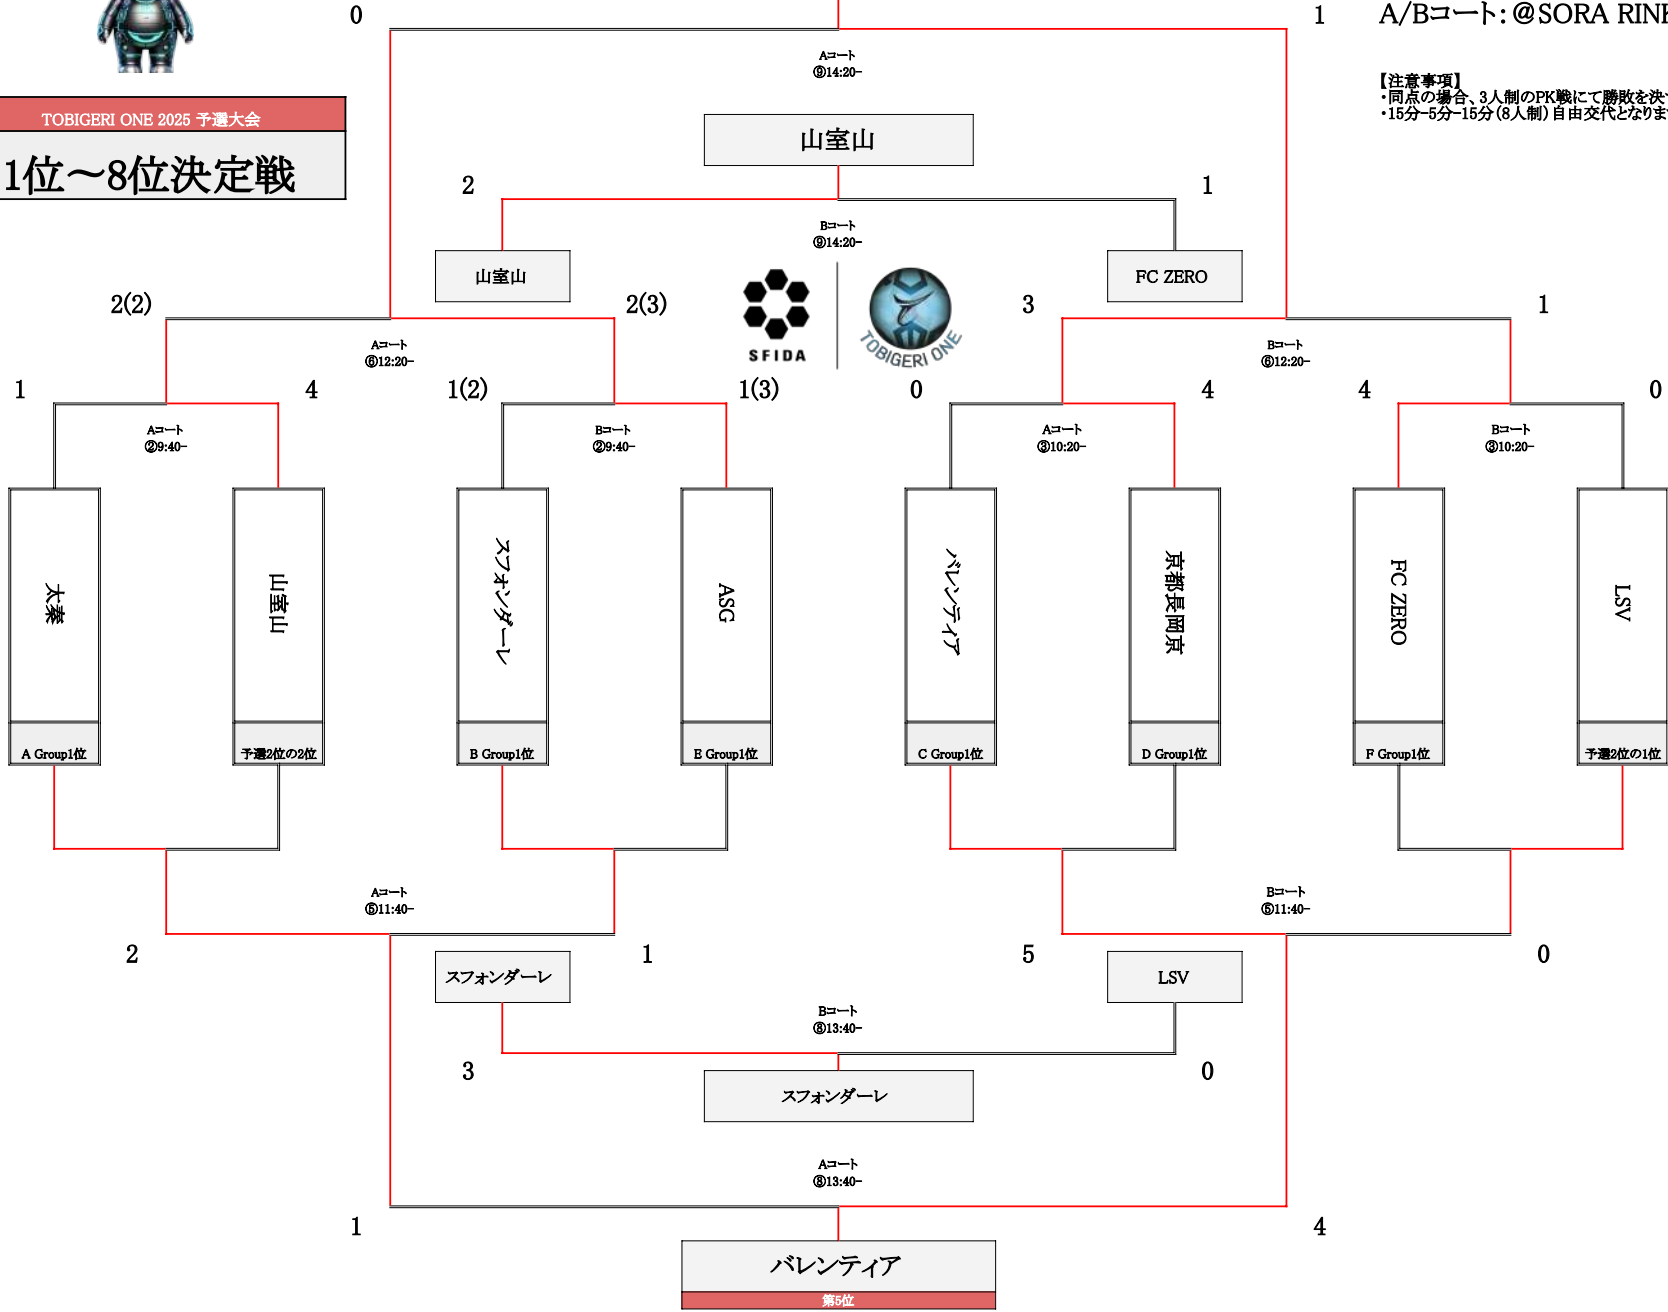 0
1
A/Bコート：@SORA RIN
Aコート
⑨14:20-
【注意事項】
・同点の場合、3人制のPK戦にて勝敗を決
・15分-5分-15分（8人制）自由交代となりま
TOBIGERI ONE 2025 予選大会
1位～8位決定戦
山室山
2
1
Bコート
⑨14:20-
山室山
FC ZERO
SFIDA
TOBIGERI ONE
2(2)
2(3)
3
1
Aコート
⑥12:20-
Bコート
⑥12:20-
1
4
1(2)
1(3)
0
4
4
0
Aコート
②9:40-
Bコート
②9:40-
Aコート
③10:20-
Bコート
③10:20-
太秦
山室山
スフォンダーレ
ASG
バレンティア
京都長岡京
FC ZERO
LSV
A Group1位
予選2位の2位
B Group1位
E Group1位
C Group1位
D Group1位
F Group1位
予選2位の1位
Aコート
⑤11:40-
Bコート
⑤11:40-
2
1
5
0
スフォンダーレ
LSV
Bコート
⑧13:40-
3
0
スフォンダーレ
Aコート
⑧13:40-
1
4
バレンティア
第5位